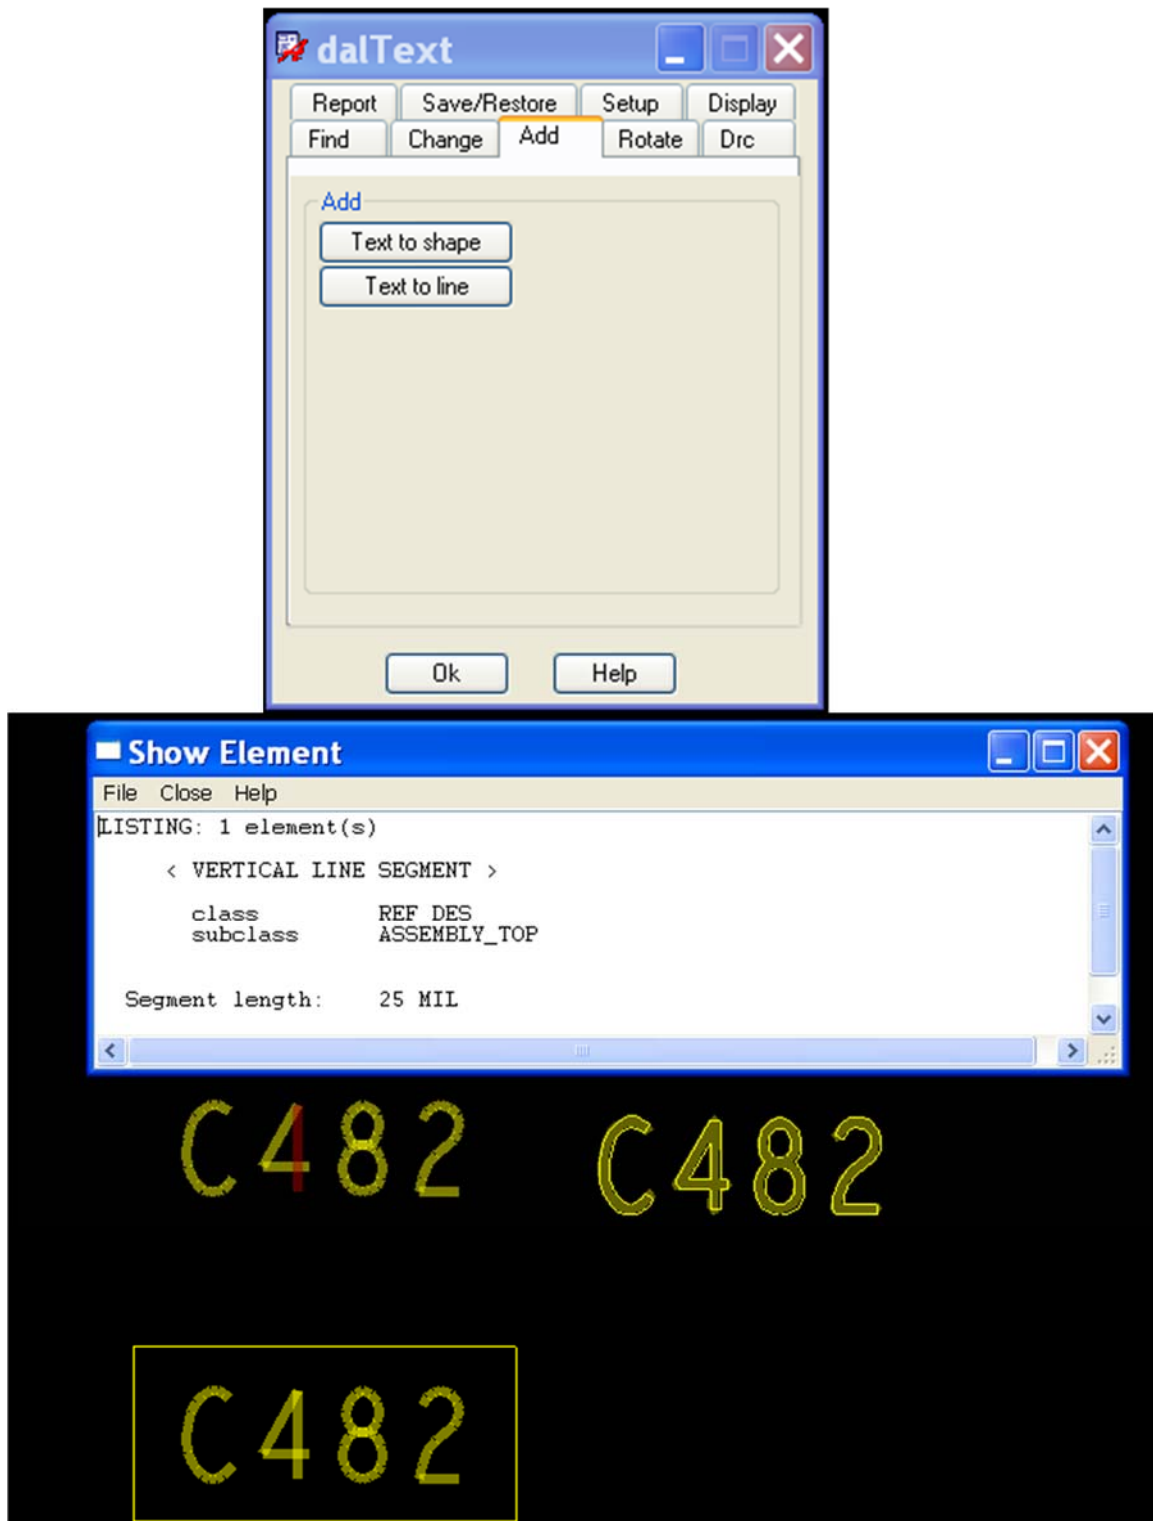 dalText
Report Save/Restore Setup Display
Find Change Add Rotate Drc
Add
Text to shape
Text to line
Ok Help
Show Element
File Close Help
LISTING: 1 element(s)
< VERTICAL LINE SEGMENT >
class REF DES
subclass ASSEMBLY_TOP
Segment length: 25 MIL
C482 C482
C482